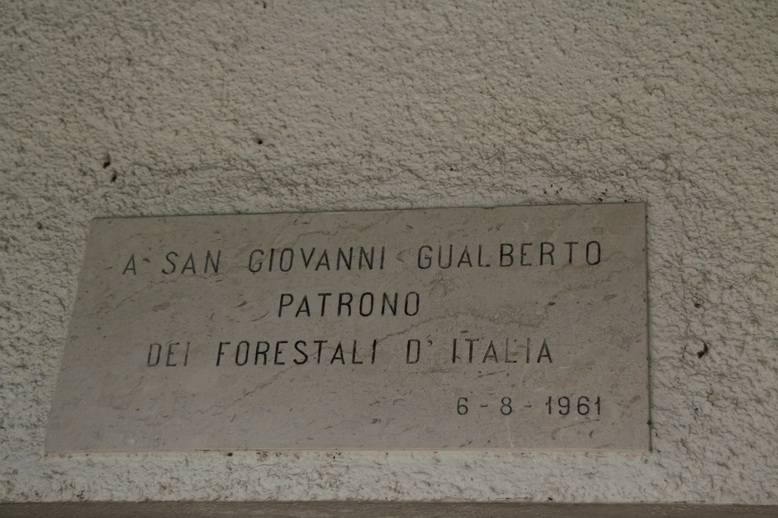 A SAN GIOVANNI GUALBERTO
PATRONO
DEI FORESTALI D'ITALIA
6-8-1961